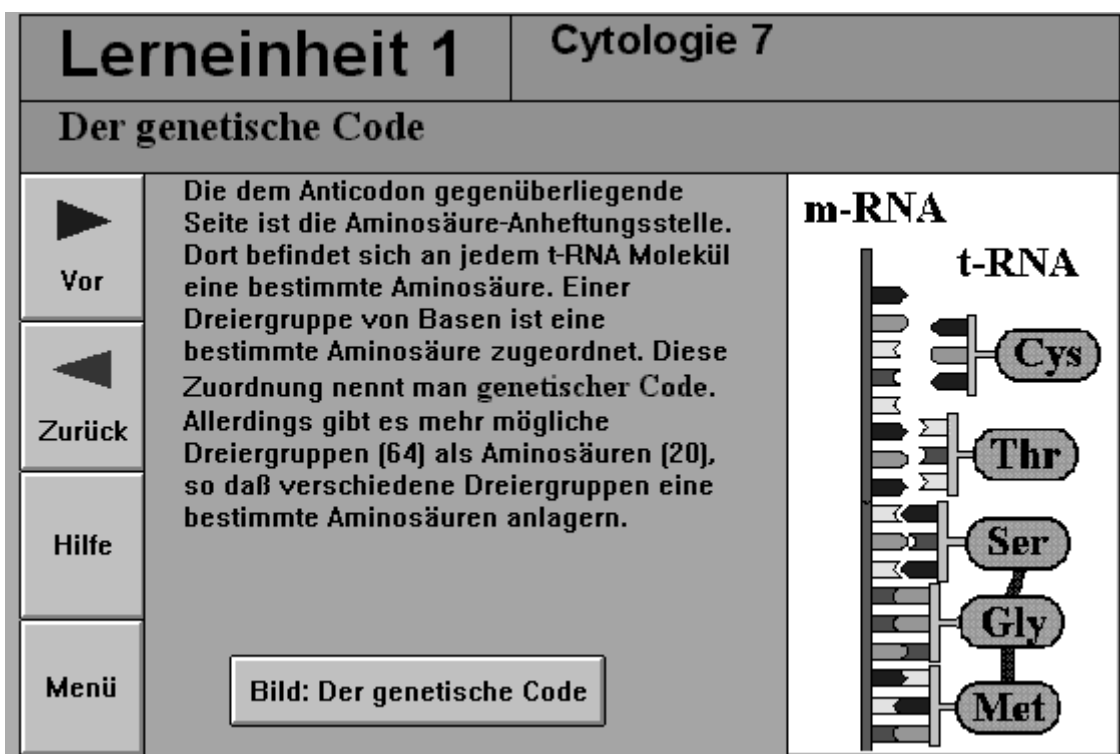 Lerneinheit 1
Cytologie 7
Der genetische Code
Vor
Zurück
Hilfe
Menü
Die dem Anticodon gegenüberliegende
Seite ist die Aminosäure-Anheftungsstelle.
Dort befindet sich an jedem t-RNA Molekül
eine bestimmte Aminosäure. Einer
Dreiergruppe von Basen ist eine
bestimmte Aminosäure zugeordnet. Diese
Zuordnung nennt man genetischer Code.
Allerdings gibt es mehr mögliche
Dreiergruppen (64) als Aminosäuren (20),
so daß verschiedene Dreiergruppen eine
bestimmte Aminosäuren anlagern.
Bild: Der genetische Code
m-RNA
t-RNA
Cys
Thr
Ser
Gly
Met